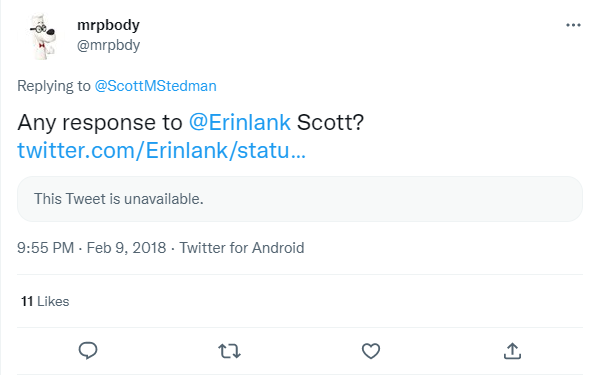 mrpbody
@mrpbdy
Replying to @ScottMStedman
Any response to @Erinlank Scott?
twitter.com/Erinlank/statu...
This Tweet is unavailable.
9:55 PM · Feb 9, 2018 · Twitter for Android
11 Likes